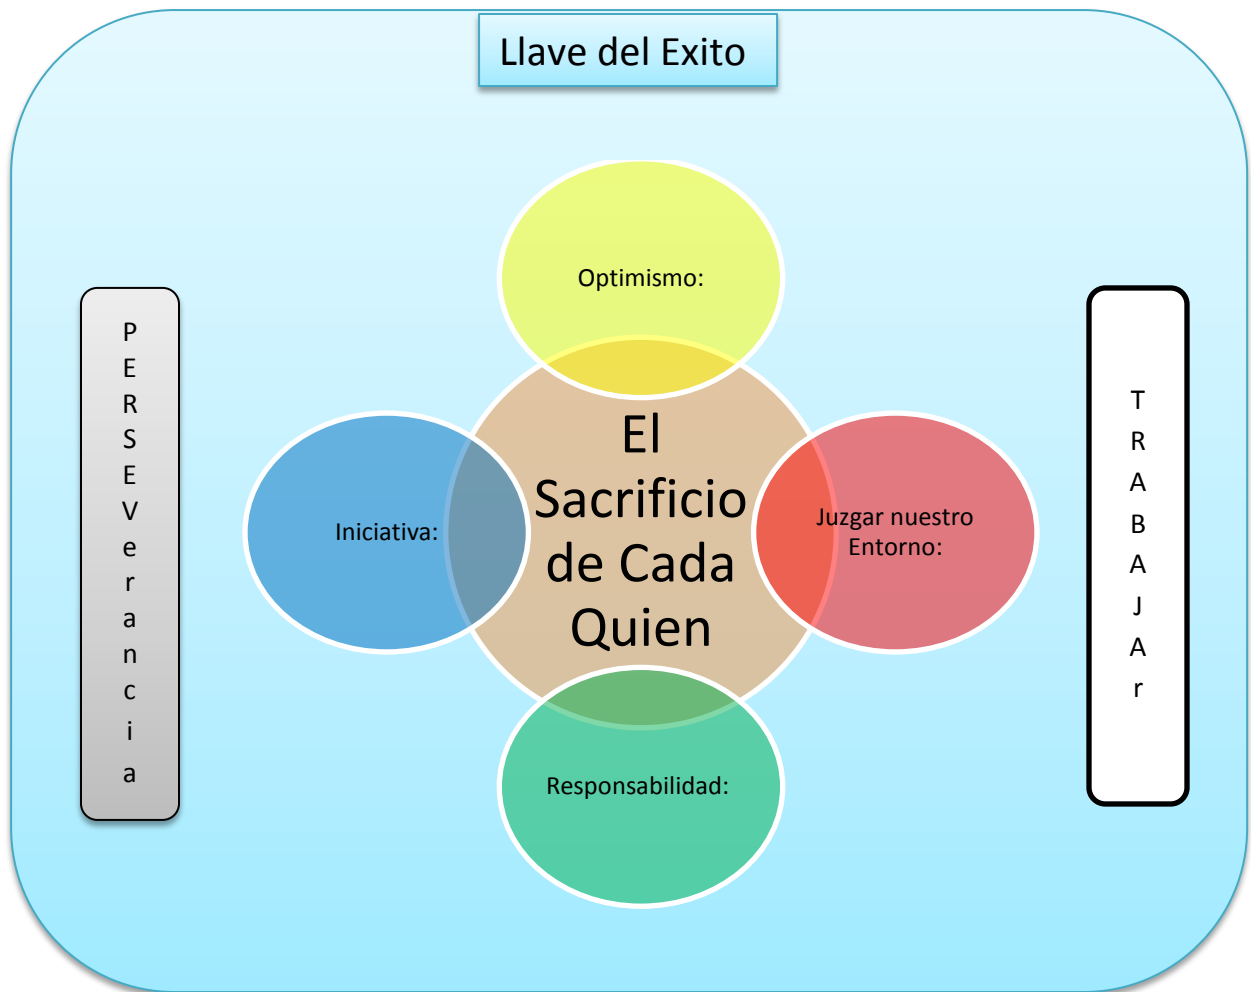 Llave del Exito
Optimismo:
P
E
R
S
E
V
e
r
a
n
c
i
a
Iniciativa:
El
Sacrificio
de Cada
Quien
Juzgar nuestro
Entorno:
T
R
A
B
A
J
A
r
Responsabilidad: